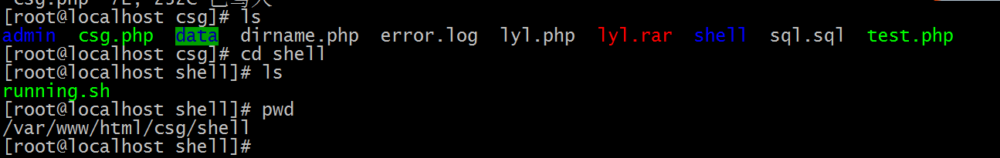 csg.php" 7L, 232C 已写入
[root@localhost csg]# ls
admin csg.php data dirname.php error.log lyl.php lyl.rar shell sql.sql test.php
[root@localhost csg]# cd shell
[root@localhost shell]# ls
running.sh
[root@localhost shell]# pwd
/var/www/html/csg/shell
[root@localhost shell]#